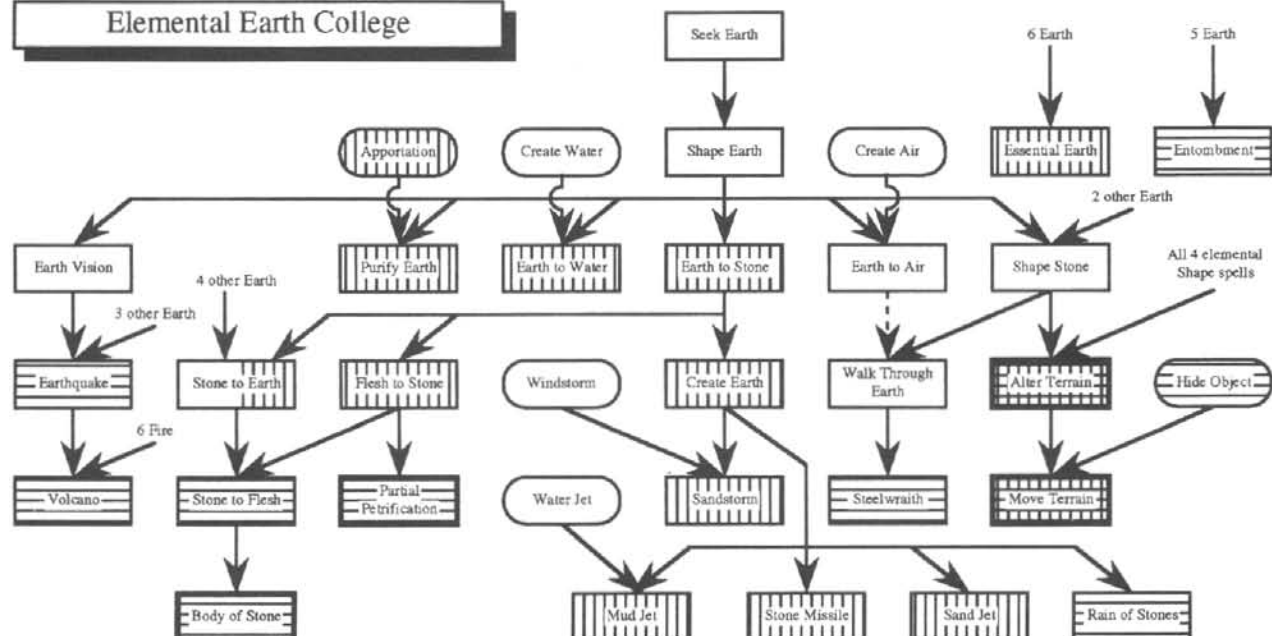 Elemental Earth College
Seek Earth
6 Earth
5 Earth
Apportation
Create Water
Shape Earth
Create Air
Essential Earth
Entombment
2 other Earth
Earth Vision
Purify Earth
Earth to Water
Earth to Stone
Earth to Air
Shape Stone
All 4 elemental
Shape spells
4 other Earth
3 other Earth
Earthquake
Stone to Earth
Flesh to Stone
Windstorm
Create Earth
Walk Through
Earth
Alter Terrain
Hide Object
6 Fire
Volcano
Stone to Flesh
Partial
Petrification
Water Jet
Sandstorm
Steelwraith
Move Terrain
Body of Stone
Mud Jet
Stone Missile
Sand Jet
Rain of Stones